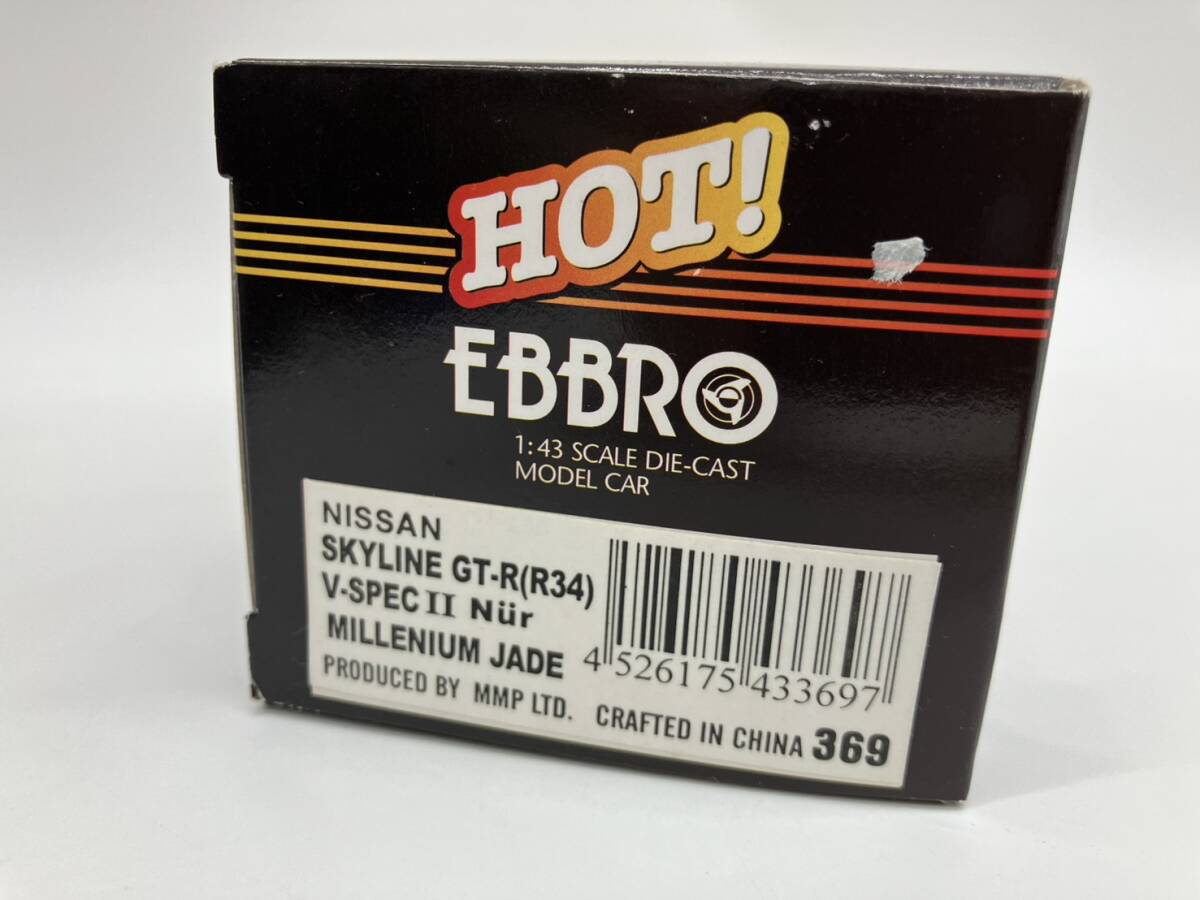 HOT!
EBBRO
1:43 SCALE DIE-CAST
MODEL CAR
NISSAN
SKYLINE GT-R(R34)
V-SPEC II Nür
MILLENIUM JADE
4 526175 433697
PRODUCED BY MMP LTD. CRAFTED IN CHINA 369